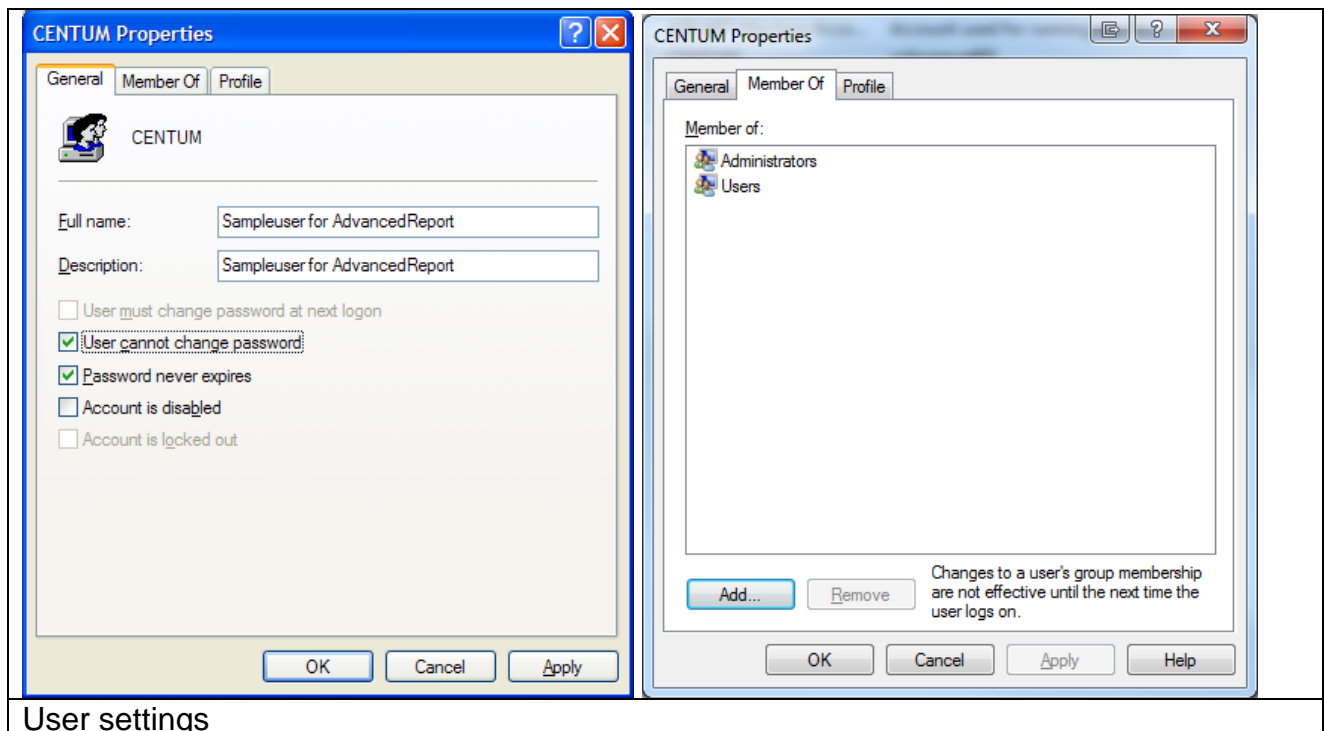 CENTUM Properties
General Member Of Profile
CENTUM
Full name: Sampleuser for AdvancedReport
Description: Sampleuser for AdvancedReport
User must change password at next logon
User cannot change password
Password never expires
Account is disabled
Account is locked out
OK Cancel Apply
CENTUM Properties
General Member Of Profile
Member of:
Administrators
Users
Add... Remove
Changes to a user's group membership
are not effective until the next time the
user logs on.
OK Cancel Apply Help
User settings